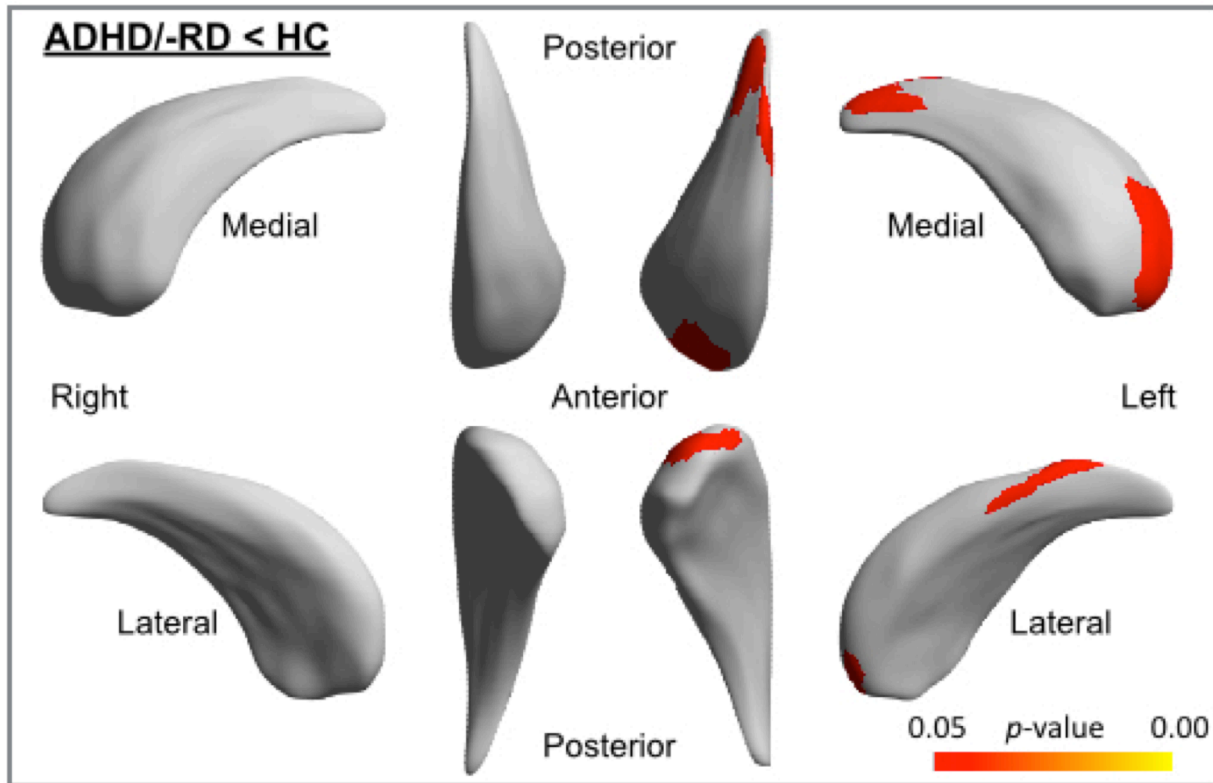 ADHD/-RD < HC
Posterior
Medial
Medial
Right
Anterior
Left
Lateral
Lateral
Posterior
0.05 p-value 0.00